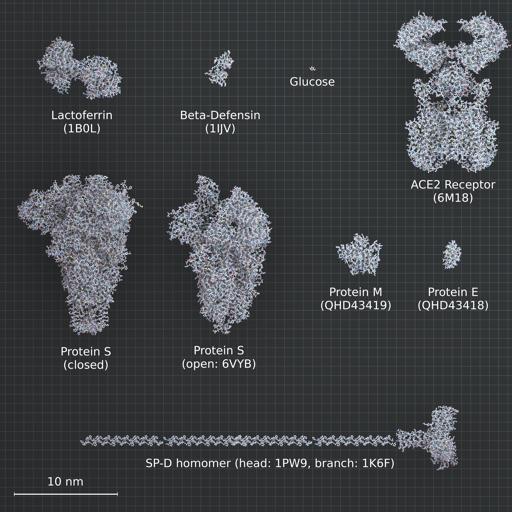 Lactoferrin
(1B0L)
Beta-Defensin
(1IJV)
Glucose
ACE2 Receptor
(6M18)
Protein S
(closed)
Protein S
(open: 6VYB)
Protein M
(QHD43419)
Protein E
(QHD43418)
SP-D homomer (head: 1PW9, branch: 1K6F)
10 nm